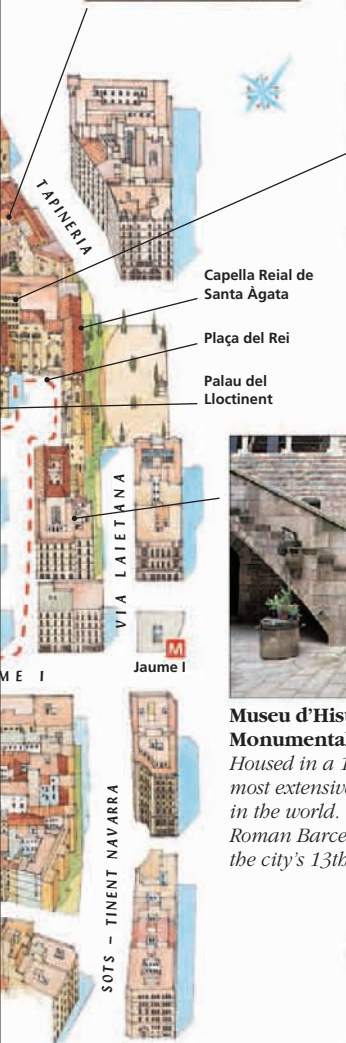 TAPINERIA
Capella Reial de
Santa Àgata
Plaça del Rei
Palau del
Lloctinent
VIA LAIETANA
M
Jaume I
ME I
Museu d'Hist
Monumental
Housed in a 1
most extensive
in the world.
Roman Barce
the city's 13th
SOTS – TINENT NAVARRA